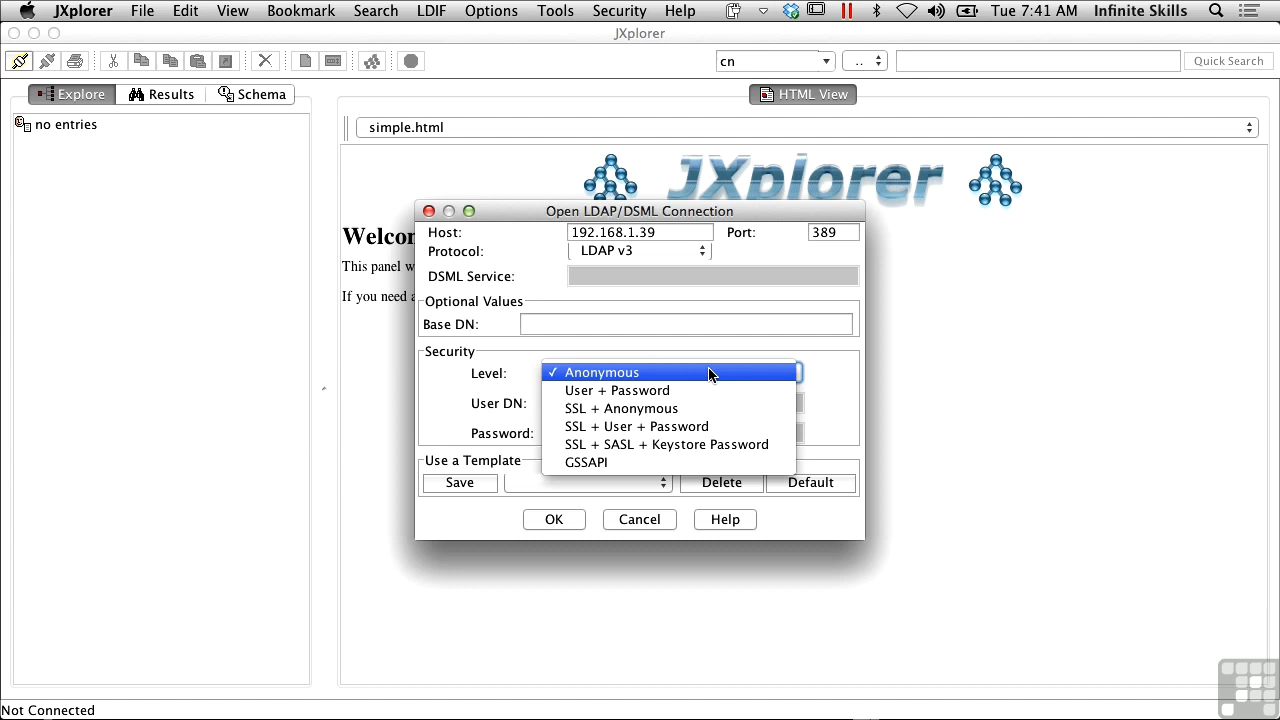 JXplorer File Edit View Bookmark Search LDIF Options Tools Security Help Tue 7:41 AM Infinite Skills
JXplorer
cn .. Quick Search
Explore Results Schema HTML View
no entries
simple.html
JXplorer
Open LDAP/DSML Connection
Host: 192.168.1.39 Port: 389
Protocol: LDAP v3
DSML Service:
Optional Values
Base DN:
Security
Level: ✓ Anonymous
User + Password
SSL + Anonymous
SSL + User + Password
SSL + SASL + Keystore Password
GSSAPI
User DN:
Password:
Use a Template
Save Delete Default
OK Cancel Help
This panel w
If you need a
Not Connected